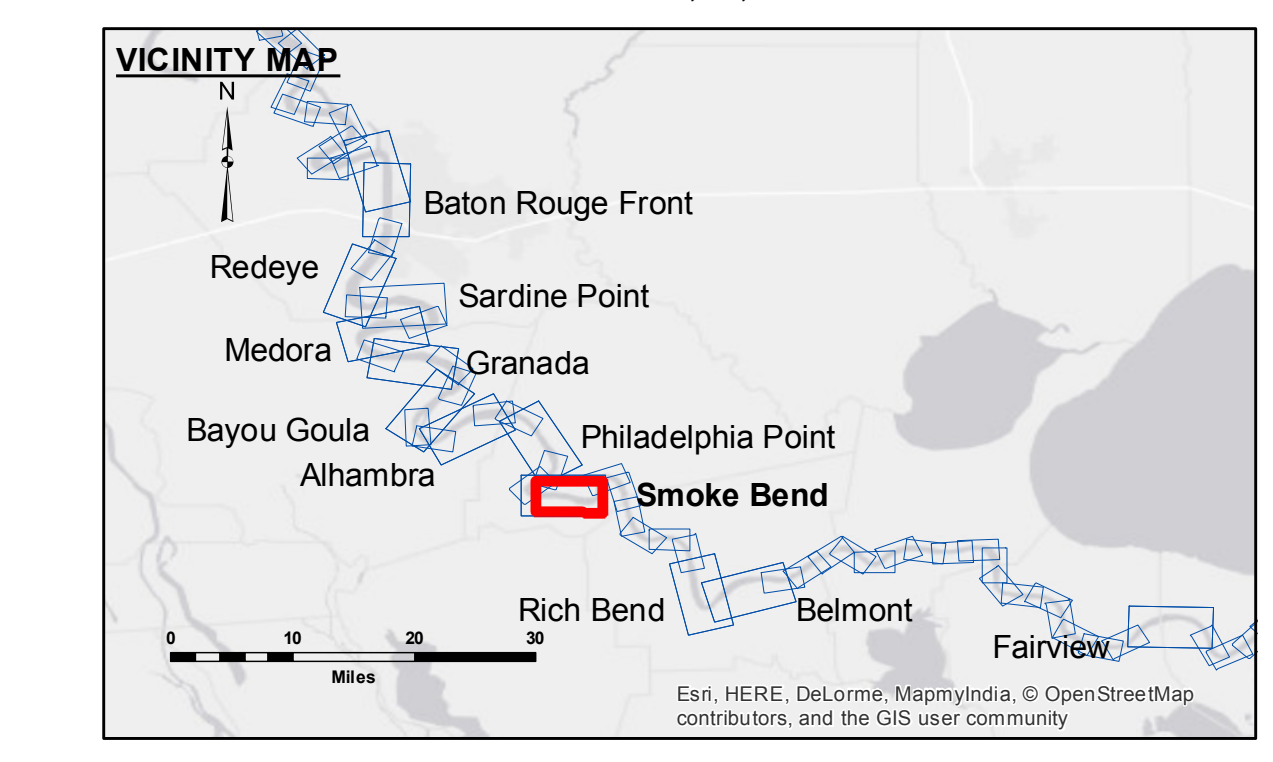 VICINITY MAP
N
Baton Rouge Front
Redeye
Sardine Point
Medora
Granada
Bayou Goula
Philadelphia Point
Alhambra
Smoke Bend
Rich Bend
Belmont
Fairview
0 10 20 30
Miles
Esri, HERE, DeLorme, MapmyIndia, © OpenStreetMap
contributors, and the GIS user community